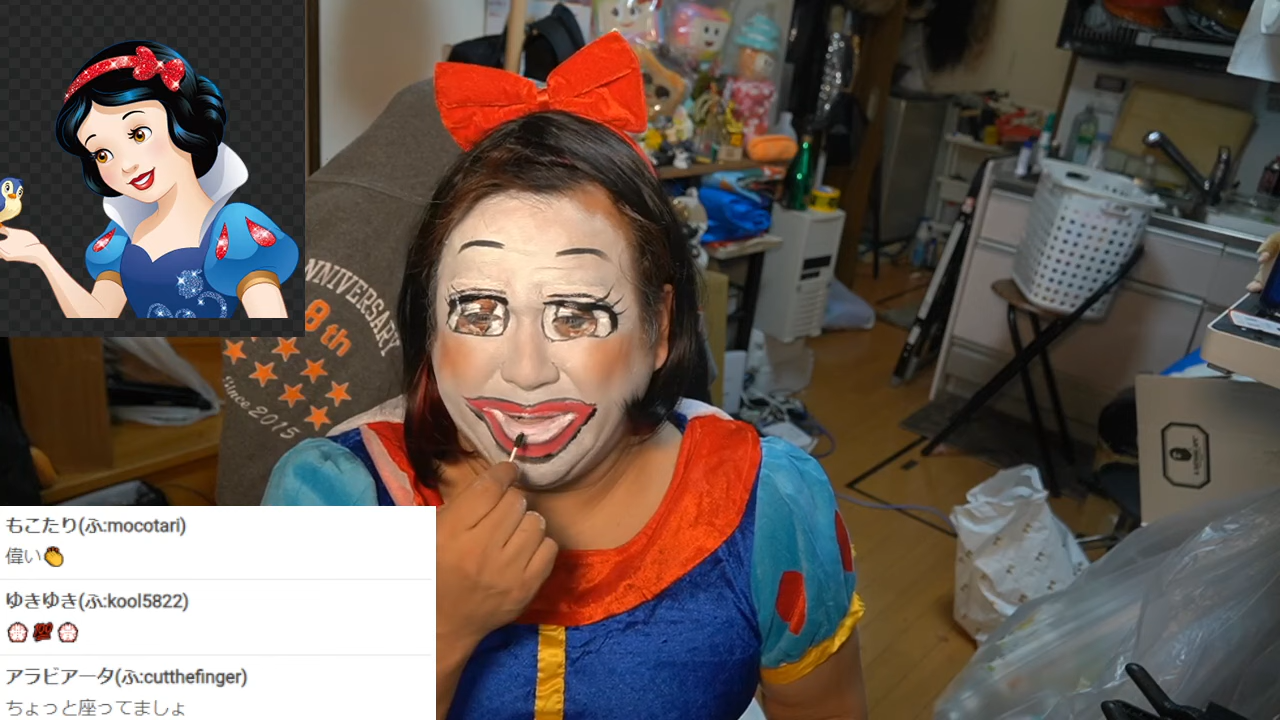 NNIVERSARY
8th
Since 2015
もこたり(ふ:mocotari)
偉い👏
ゆきゆき(ふ:kool5822)
💮💯💮
アラビアータ(ふ:cutthefinger)
ちょっと座ってましょ